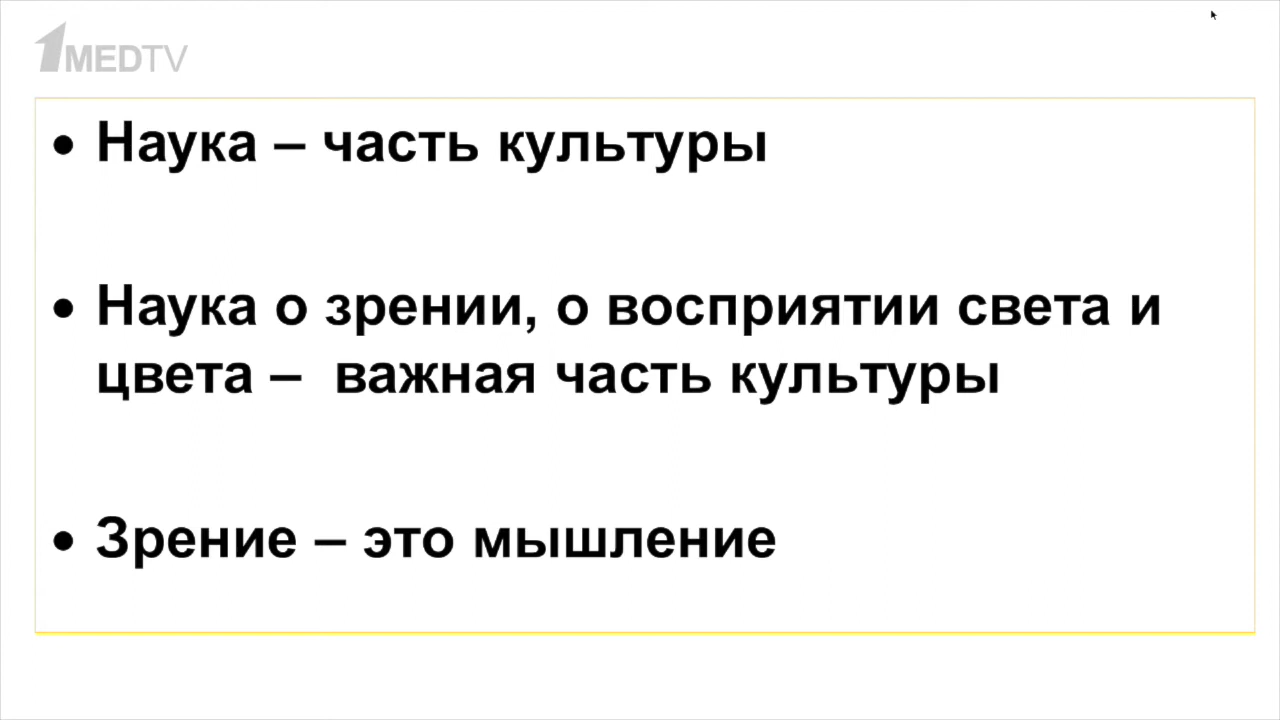 1MEDTV
• Наука – часть культуры
• Наука о зрении, о восприятии света и
цвета – важная часть культуры
• Зрение – это мышление